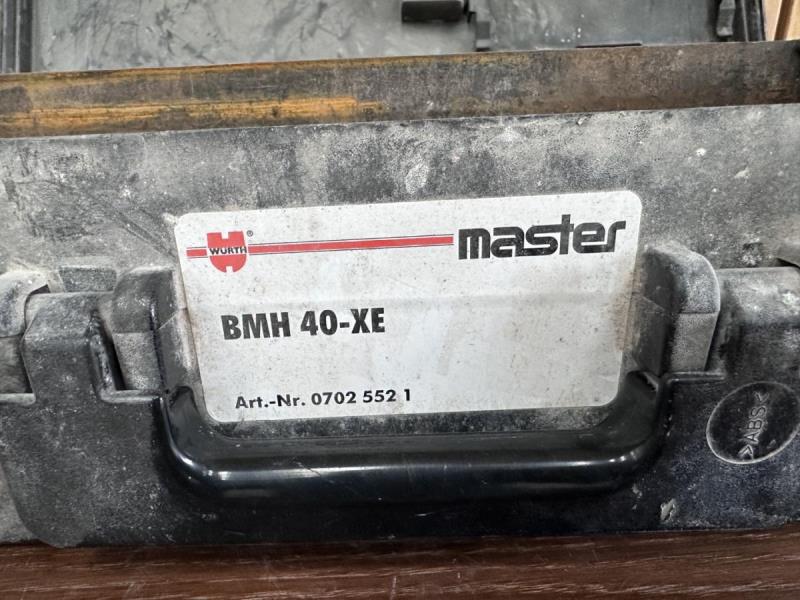 WÜRTH® master
BMH 40-XE
Art.-Nr. 0702 552 1
>ABS<